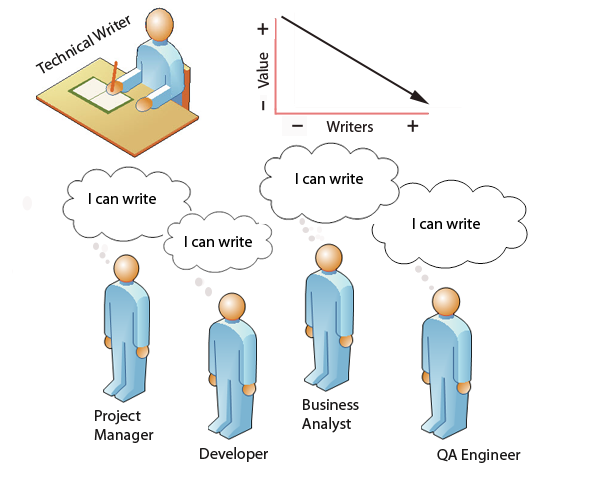 Technical Writer
+
Value
−
− Writers +
I can write
I can write
I can write
I can write
Project
Manager
Developer
Business
Analyst
QA Engineer